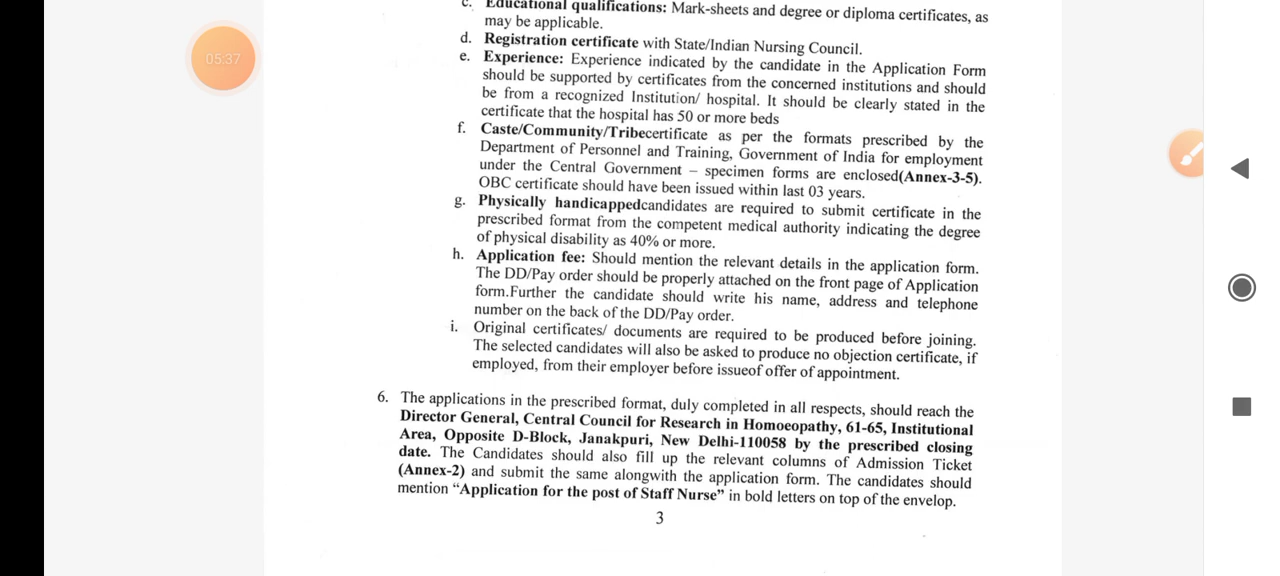 c. Educational qualifications: Mark-sheets and degree or diploma certificates, as
may be applicable.
d. Registration certificate with State/Indian Nursing Council.
e. Experience: Experience indicated by the candidate in the Application Form
should be supported by certificates from the concerned institutions and should
be from a recognized Institution/ hospital. It should be clearly stated in the
certificate that the hospital has 50 or more beds
f. Caste/Community/Tribecertificate as per the formats prescribed by the
Department of Personnel and Training, Government of India for employment
under the Central Government – specimen forms are enclosed(Annex-3-5).
OBC certificate should have been issued within last 03 years.
g. Physically handicappedcandidates are required to submit certificate in the
prescribed format from the competent medical authority indicating the degree
of physical disability as 40% or more.
h. Application fee: Should mention the relevant details in the application form.
The DD/Pay order should be properly attached on the front page of Application
form.Further the candidate should write his name, address and telephone
number on the back of the DD/Pay order.
i. Original certificates/ documents are required to be produced before joining.
The selected candidates will also be asked to produce no objection certificate, if
employed, from their employer before issueof offer of appointment.
6. The applications in the prescribed format, duly completed in all respects, should reach the
Director General, Central Council for Research in Homoeopathy, 61-65, Institutional
Area, Opposite D-Block, Janakpuri, New Delhi-110058 by the prescribed closing
date. The Candidates should also fill up the relevant columns of Admission Ticket
(Annex-2) and submit the same alongwith the application form. The candidates should
mention “Application for the post of Staff Nurse” in bold letters on top of the envelop.
3
05:37